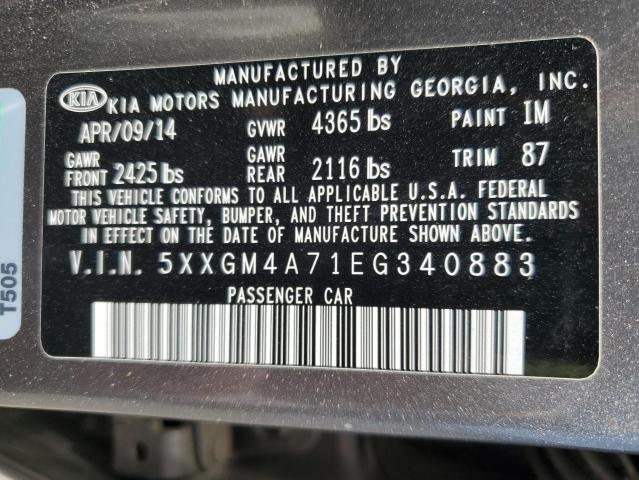 MANUFACTURED BY
KIA KIA MOTORS MANUFACTURING GEORGIA, INC.
APR/09/14 GVWR 4365 lbs PAINT IM
GAWR FRONT 2425 lbs GAWR REAR 2116 lbs TRIM 87
THIS VEHICLE CONFORMS TO ALL APPLICABLE U.S.A. FEDERAL
MOTOR VEHICLE SAFETY, BUMPER, AND THEFT PREVENTION STANDARDS
IN EFFECT ON THE DATE OF MANUFACTURE SHOWN ABOVE.
V.I.N. 5XXGM4A71EG340883
PASSENGER CAR
T505